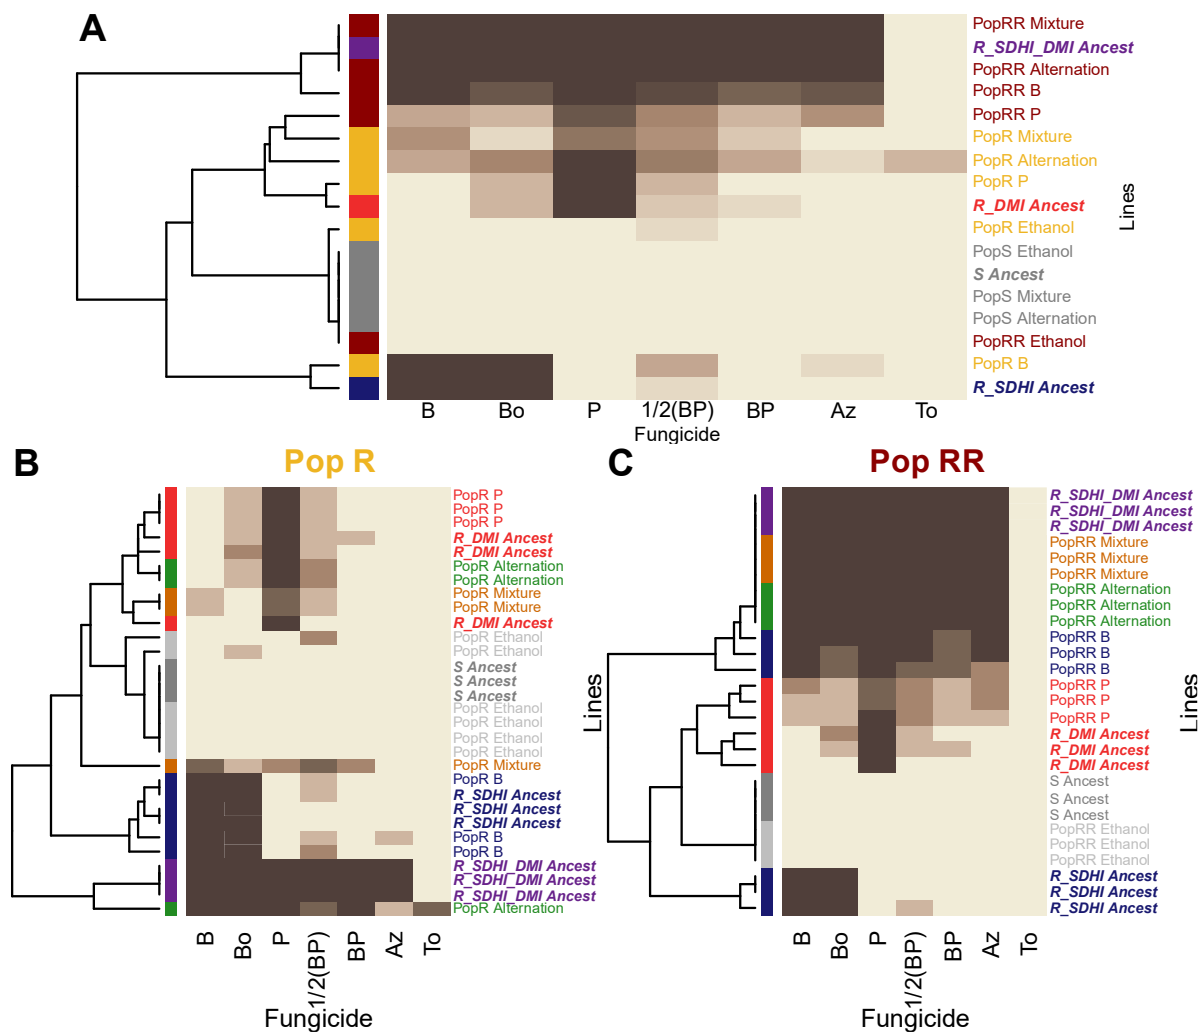 A
PopRR Mixture
R_SDHI_DMI Ancest
PopRR Alternation
PopRR B
PopRR P
PopR Mixture
PopR Alternation
PopR P
R_DMI Ancest
PopR Ethanol
PopS Ethanol
S Ancest
PopS Mixture
PopS Alternation
PopRR Ethanol
PopR B
R_SDHI Ancest
Lines
B Bo P 1/2(BP) BP Az To
Fungicide
B
Pop R
PopR P
PopR P
PopR P
R_DMI Ancest
R_DMI Ancest
PopR Alternation
PopR Alternation
PopR Mixture
PopR Mixture
R_DMI Ancest
PopR Ethanol
PopR Ethanol
S Ancest
S Ancest
S Ancest
PopR Ethanol
PopR Ethanol
PopR Ethanol
PopR Ethanol
PopR Mixture
PopR B
R_SDHI Ancest
R_SDHI Ancest
R_SDHI Ancest
PopR B
PopR B
R_SDHI_DMI Ancest
R_SDHI_DMI Ancest
R_SDHI_DMI Ancest
PopR Alternation
Lines
B Bo P 1/2(BP) BP Az To
Fungicide
C
Pop RR
R_SDHI_DMI Ancest
R_SDHI_DMI Ancest
R_SDHI_DMI Ancest
PopRR Mixture
PopRR Mixture
PopRR Mixture
PopRR Alternation
PopRR Alternation
PopRR Alternation
PopRR B
PopRR B
PopRR B
PopRR P
PopRR P
PopRR P
R_DMI Ancest
R_DMI Ancest
R_DMI Ancest
S Ancest
S Ancest
S Ancest
PopRR Ethanol
PopRR Ethanol
PopRR Ethanol
R_SDHI Ancest
R_SDHI Ancest
R_SDHI Ancest
Lines
B Bo P 1/2(BP) BP Az To
Fungicide